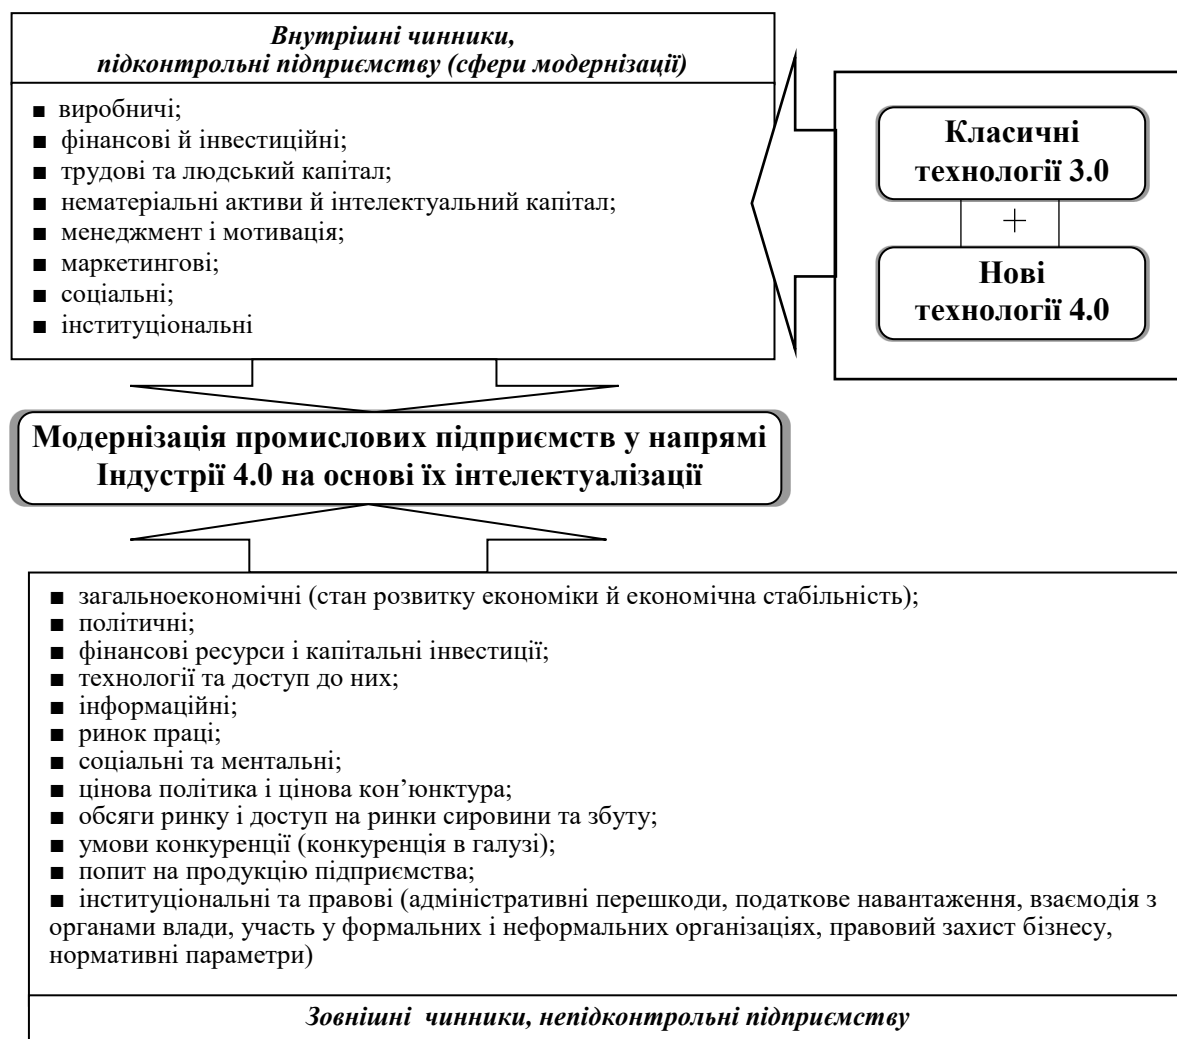 Внутрішні чинники,
підконтрольні підприємству (сфери модернізації)
■ виробничі;
■ фінансові й інвестиційні;
■ трудові та людський капітал;
■ нематеріальні активи й інтелектуальний капітал;
■ менеджмент і мотивація;
■ маркетингові;
■ соціальні;
■ інституціональні
Класичні
технології 3.0
+
Нові
технології 4.0
Модернізація промислових підприємств у напрямі
Індустрії 4.0 на основі їх інтелектуалізації
■ загальноекономічні (стан розвитку економіки й економічна стабільність);
■ політичні;
■ фінансові ресурси і капітальні інвестиції;
■ технології та доступ до них;
■ інформаційні;
■ ринок праці;
■ соціальні та ментальні;
■ цінова політика і цінова кон’юнктура;
■ обсяги ринку і доступ на ринки сировини та збуту;
■ умови конкуренції (конкуренція в галузі);
■ попит на продукцію підприємства;
■ інституціональні та правові (адміністративні перешкоди, податкове навантаження, взаємодія з
органами влади, участь у формальних і неформальних організаціях, правовий захист бізнесу,
нормативні параметри)
Зовнішні чинники, непідконтрольні підприємству